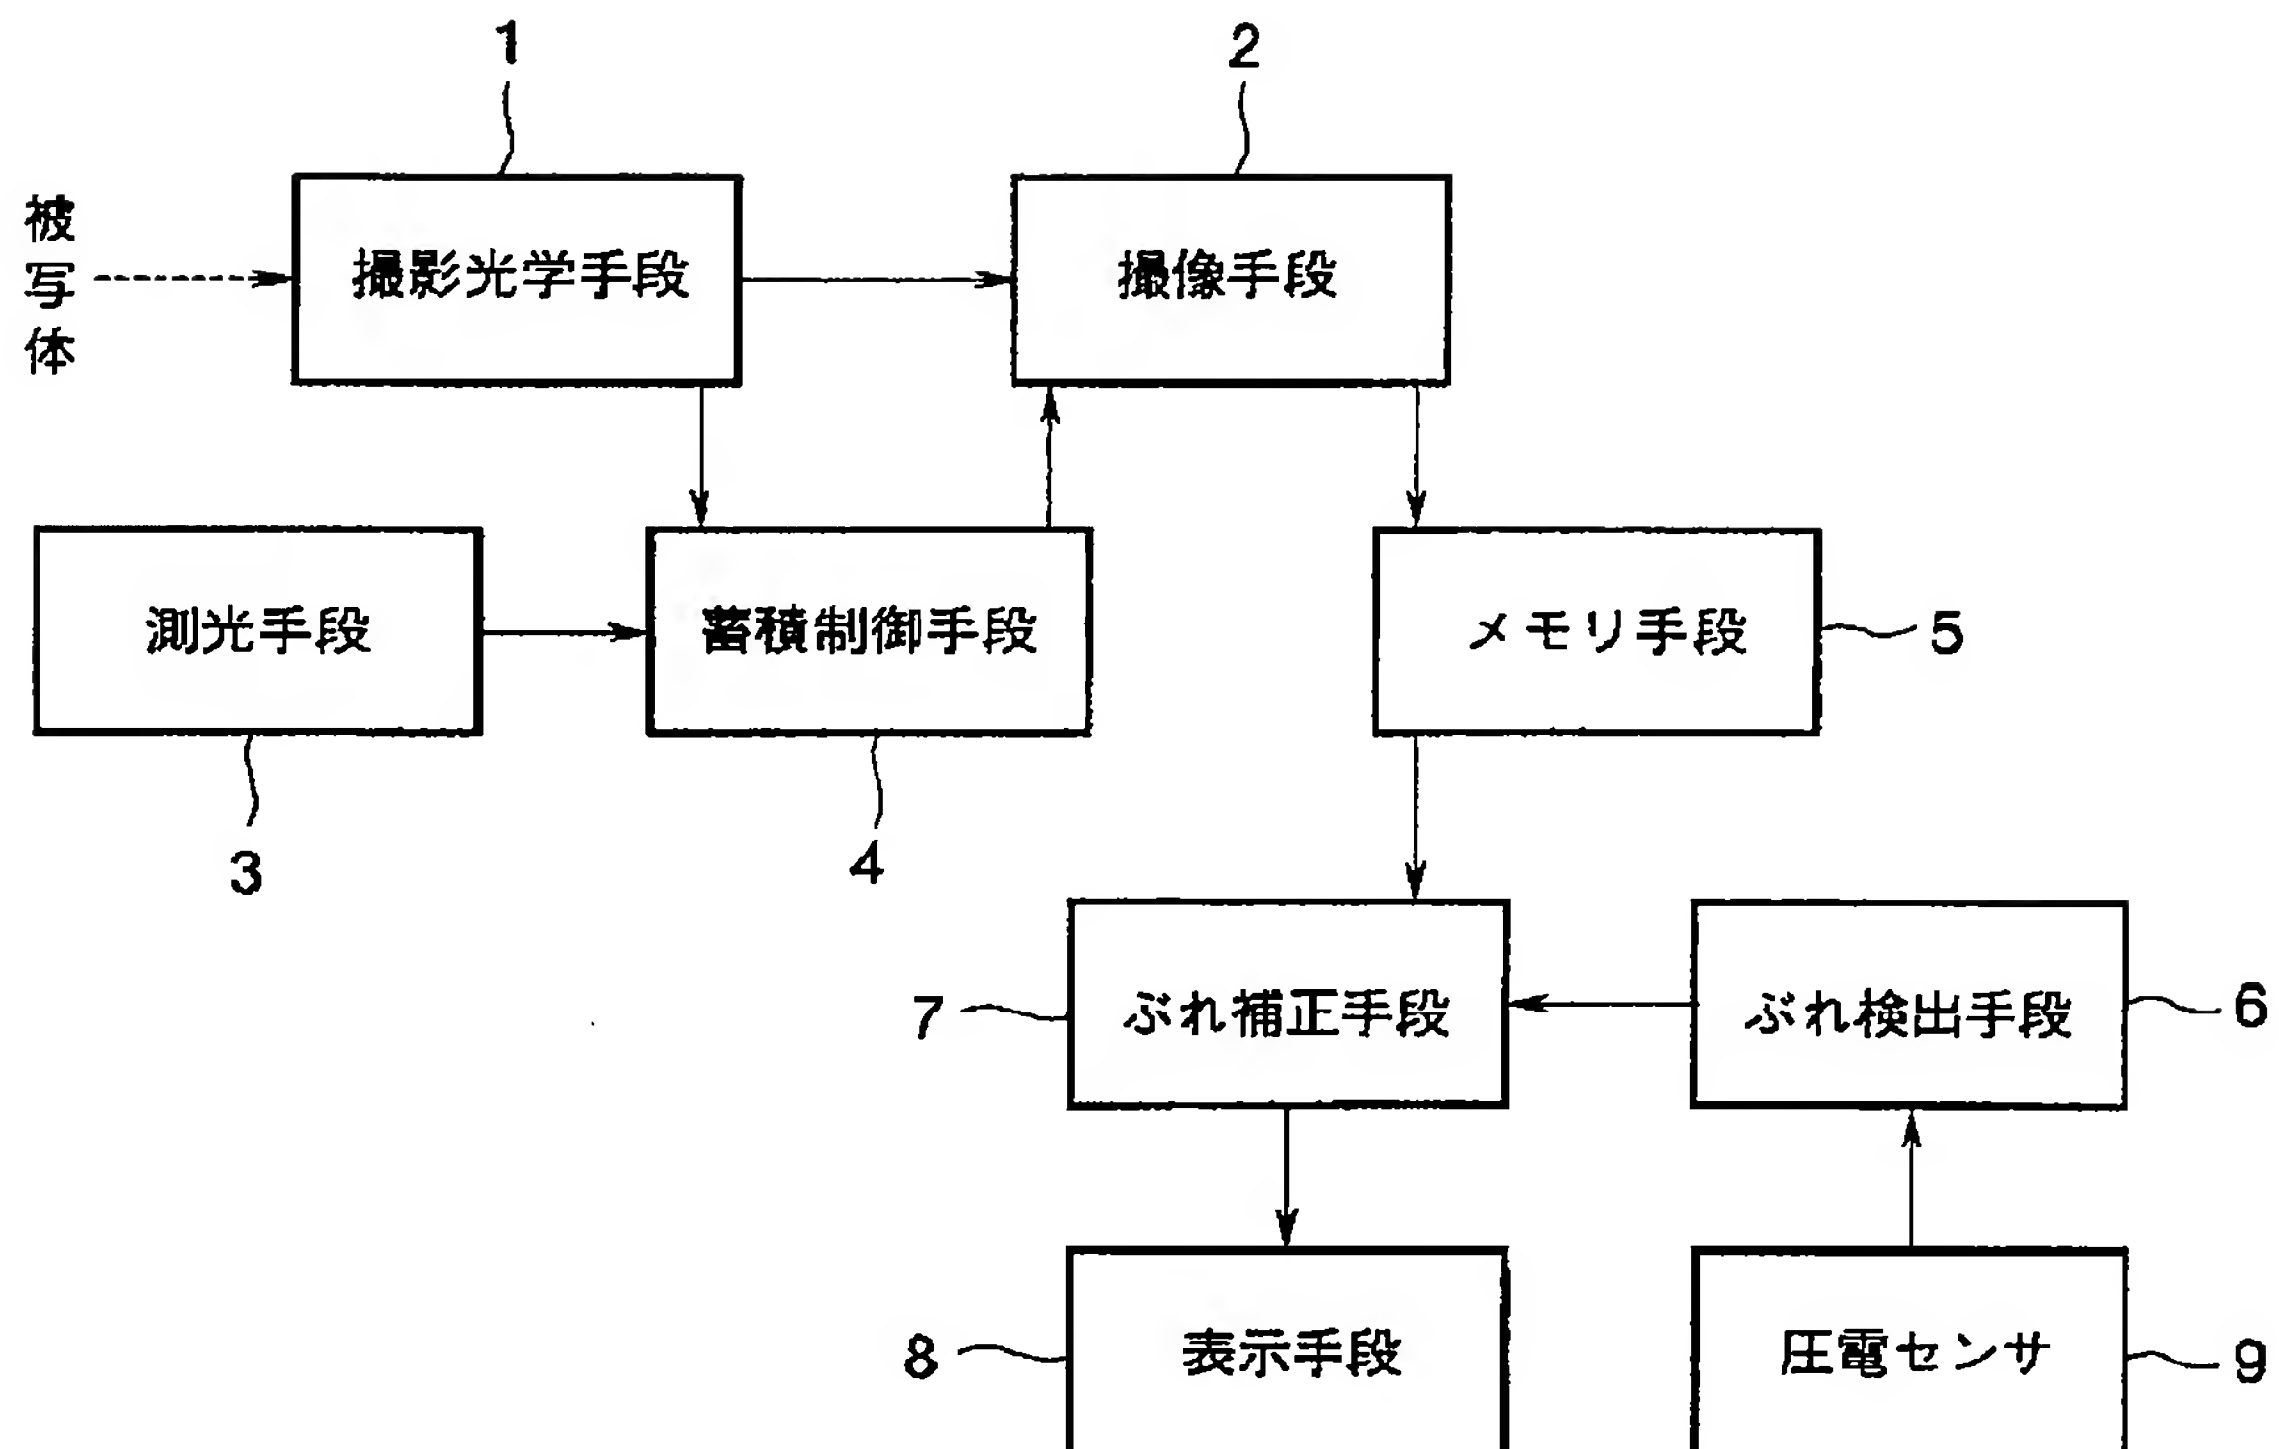 1
2
被写体
撮影光学手段
撮像手段
測光手段
蓄積制御手段
メモリ手段
5
3
4
7
ぶれ補正手段
ぶれ検出手段
6
8
表示手段
圧電センサ
9